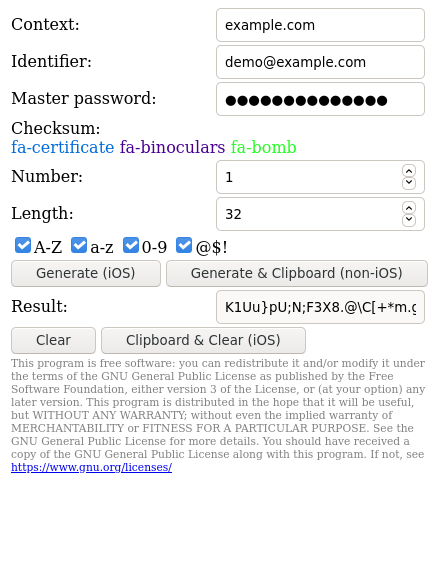 Context: example.com
Identifier: demo@example.com
Master password: ●●●●●●●●●●●●●●
Checksum:
fa-certificate fa-binoculars fa-bomb
Number: 1
Length: 32
A-Z a-z 0-9 @$!
Generate (iOS) Generate & Clipboard (non-iOS)
Result: K1Uu}pU;N;F3X8.@\C[+*m.g
Clear Clipboard & Clear (iOS)
This program is free software: you can redistribute it and/or modify it under
the terms of the GNU General Public License as published by the Free
Software Foundation, either version 3 of the License, or (at your option) any
later version. This program is distributed in the hope that it will be useful,
but WITHOUT ANY WARRANTY; without even the implied warranty of
MERCHANTABILITY or FITNESS FOR A PARTICULAR PURPOSE. See the
GNU General Public License for more details. You should have received a
copy of the GNU General Public License along with this program. If not, see
https://www.gnu.org/licenses/